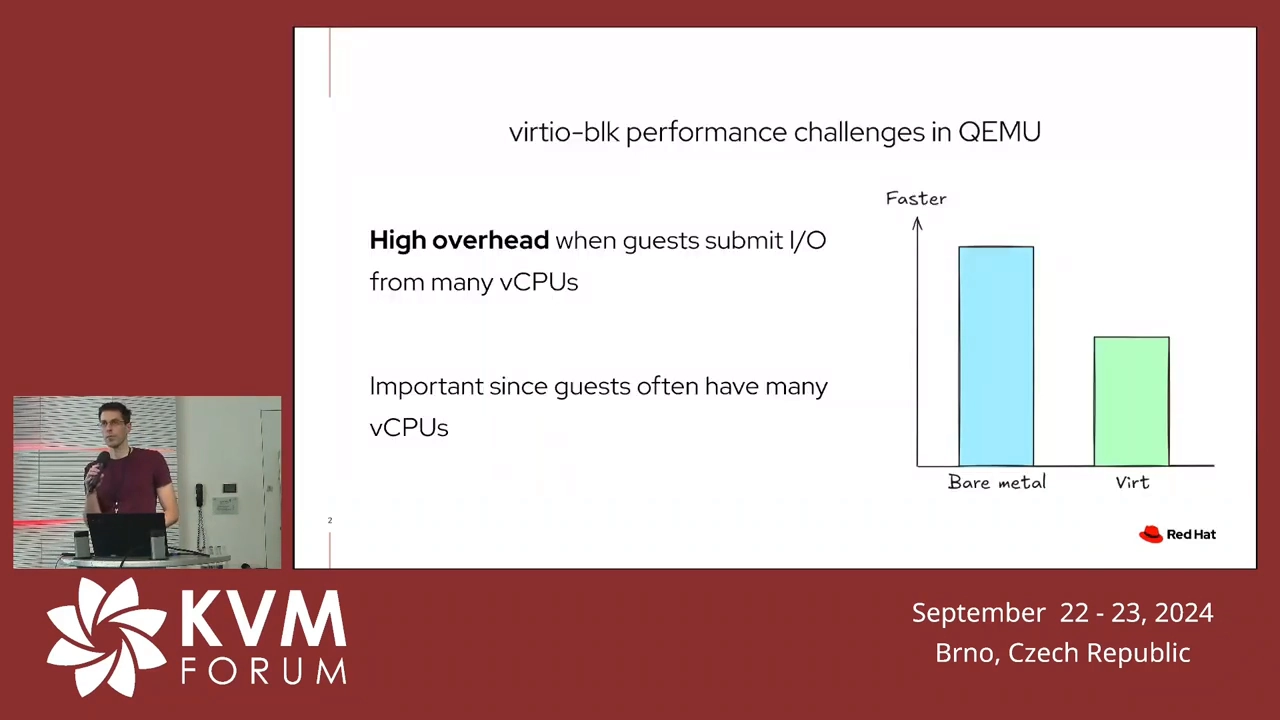 virtio-blk performance challenges in QEMU
High overhead when guests submit I/O
from many vCPUs
Important since guests often have many
vCPUs
Faster
Bare metal
Virt
2
Red Hat
KVM
FORUM
September 22 - 23, 2024
Brno, Czech Republic